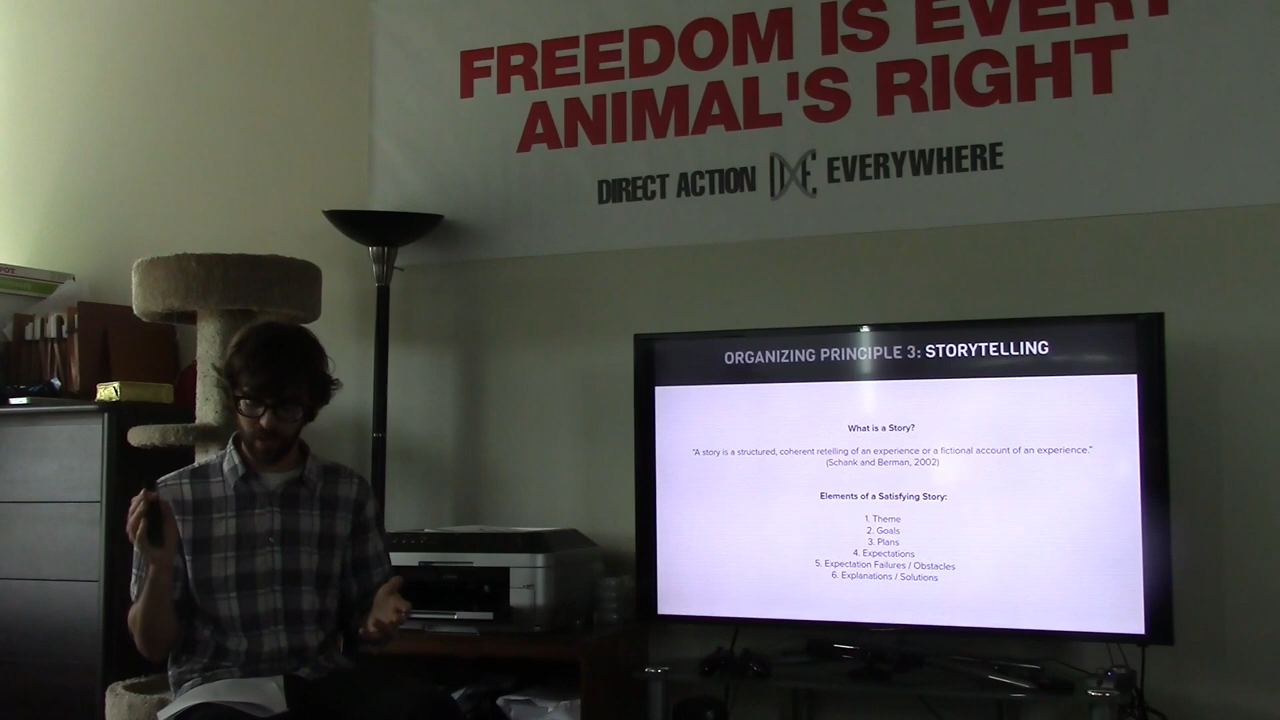 FREEDOM IS EVERY
ANIMAL'S RIGHT
DIRECT ACTION DXE EVERYWHERE
ORGANIZING PRINCIPLE 3: STORYTELLING
What is a Story?
"A story is a structured, coherent retelling of an experience or a fictional account of an experience."
(Schank and Berman, 2002)
Elements of a Satisfying Story:
1. Theme
2. Goals
3. Plans
4. Expectations
5. Expectation Failures / Obstacles
6. Explanations / Solutions